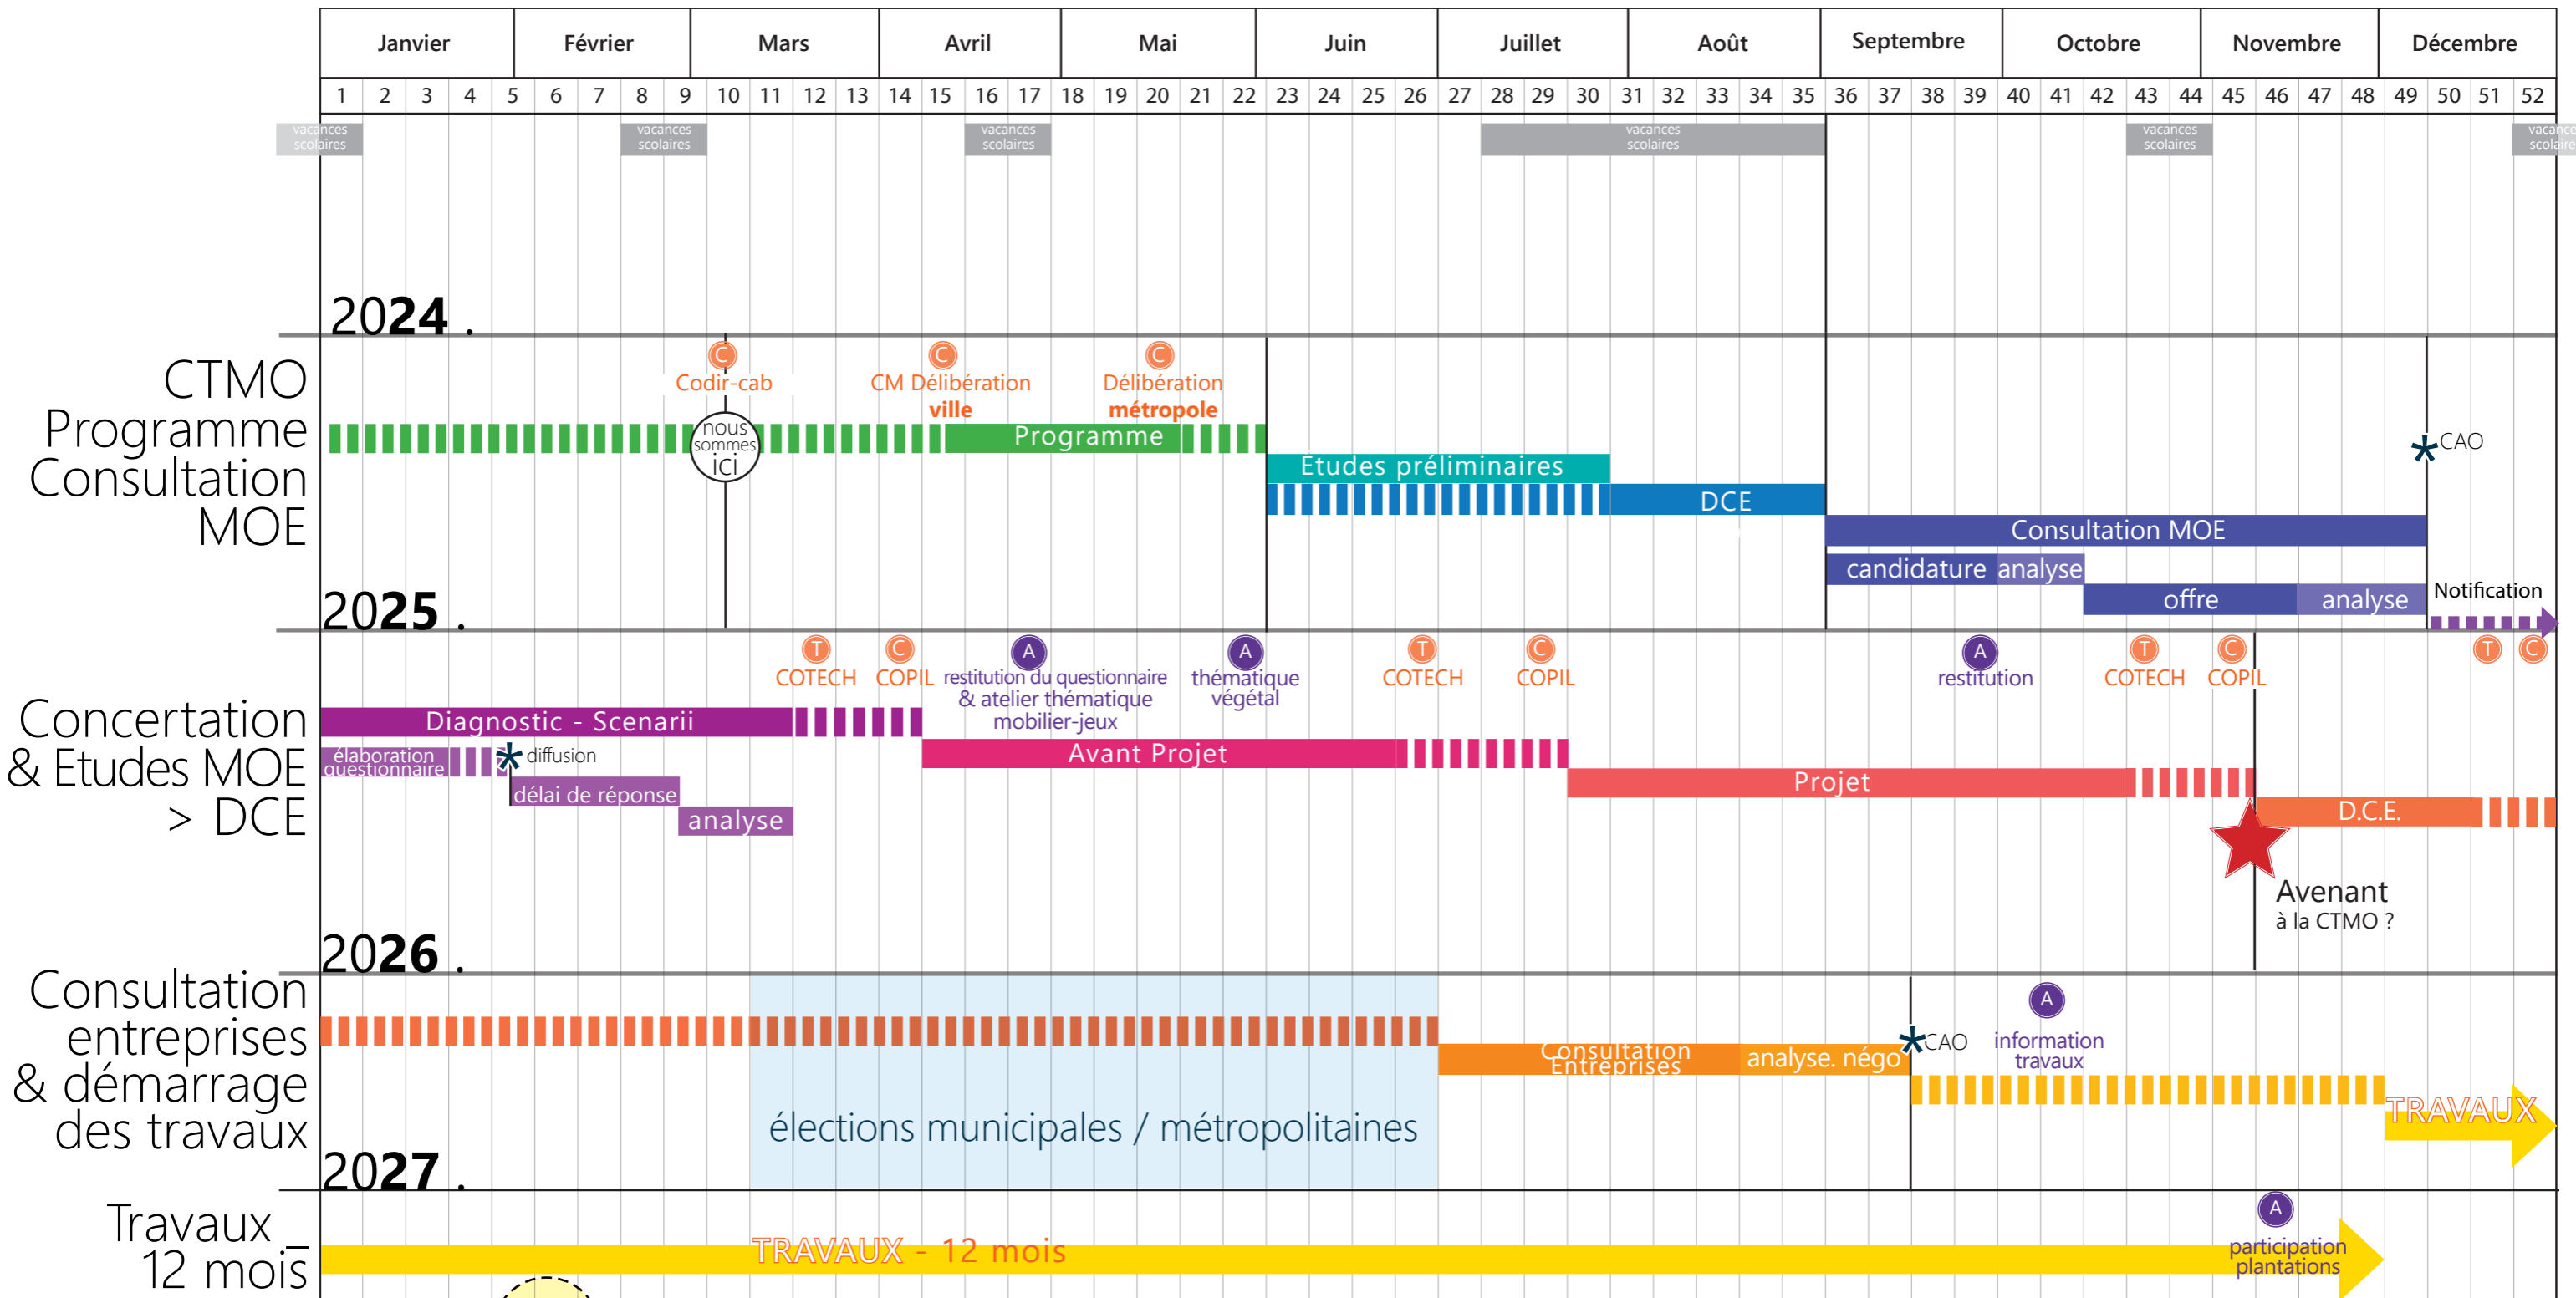 Janvier Février Mars Avril Mai Juin Juillet Août Septembre Octobre Novembre Décembre
1 2 3 4 5 6 7 8 9 10 11 12 13 14 15 16 17 18 19 20 21 22 23 24 25 26 27 28 29 30 31 32 33 34 35 36 37 38 39 40 41 42 43 44 45 46 47 48 49 50 51 52
vacances
scolaires
vacances
scolaires
vacances
scolaires
vacances
scolaires
vacances
scolaires
2024 .
CTMO
Programme
Consultation
MOE
C
Codir-cab
C
CM Délibération
ville
C
Délibération
métropole
nous
sommes
ici
Programme
Etudes préliminaires
DCE
Consultation MOE
candidature analyse
offre analyse
CAO
Notification
2025 .
Concertation
& Etudes MOE
> DCE
T
COTECH
C
COPIL
A
restitution du questionnaire
& atelier thématique
mobilier-jeux
A
thématique
végétal
T
COTECH
C
COPIL
A
restitution
T
COTECH
C
COPIL
T C
Diagnostic - Scenarii
élaboration
questionnaire
* diffusion
délai de réponse
analyse
Avant Projet
Projet
D.C.E.
Avenant
à la CTMO ?
2026 .
Consultation
entreprises
& démarrage
des travaux
élections municipales / métropolitaines
Consultation
Entreprises
analyse. négo
* CAO
A
information
travaux
TRAVAUX
2027 .
Travaux _
12 mois
TRAVAUX - 12 mois
A
participation
plantations